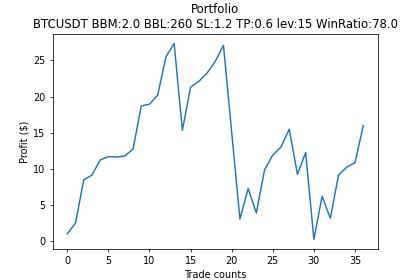 Portfolio
BTCUSDT BBM:2.0 BBL:260 SL:1.2 TP:0.6 lev:15 WinRatio:78.0
25
20
15
10
5
0
Profit ($)
0 5 10 15 20 25 30 35
Trade counts